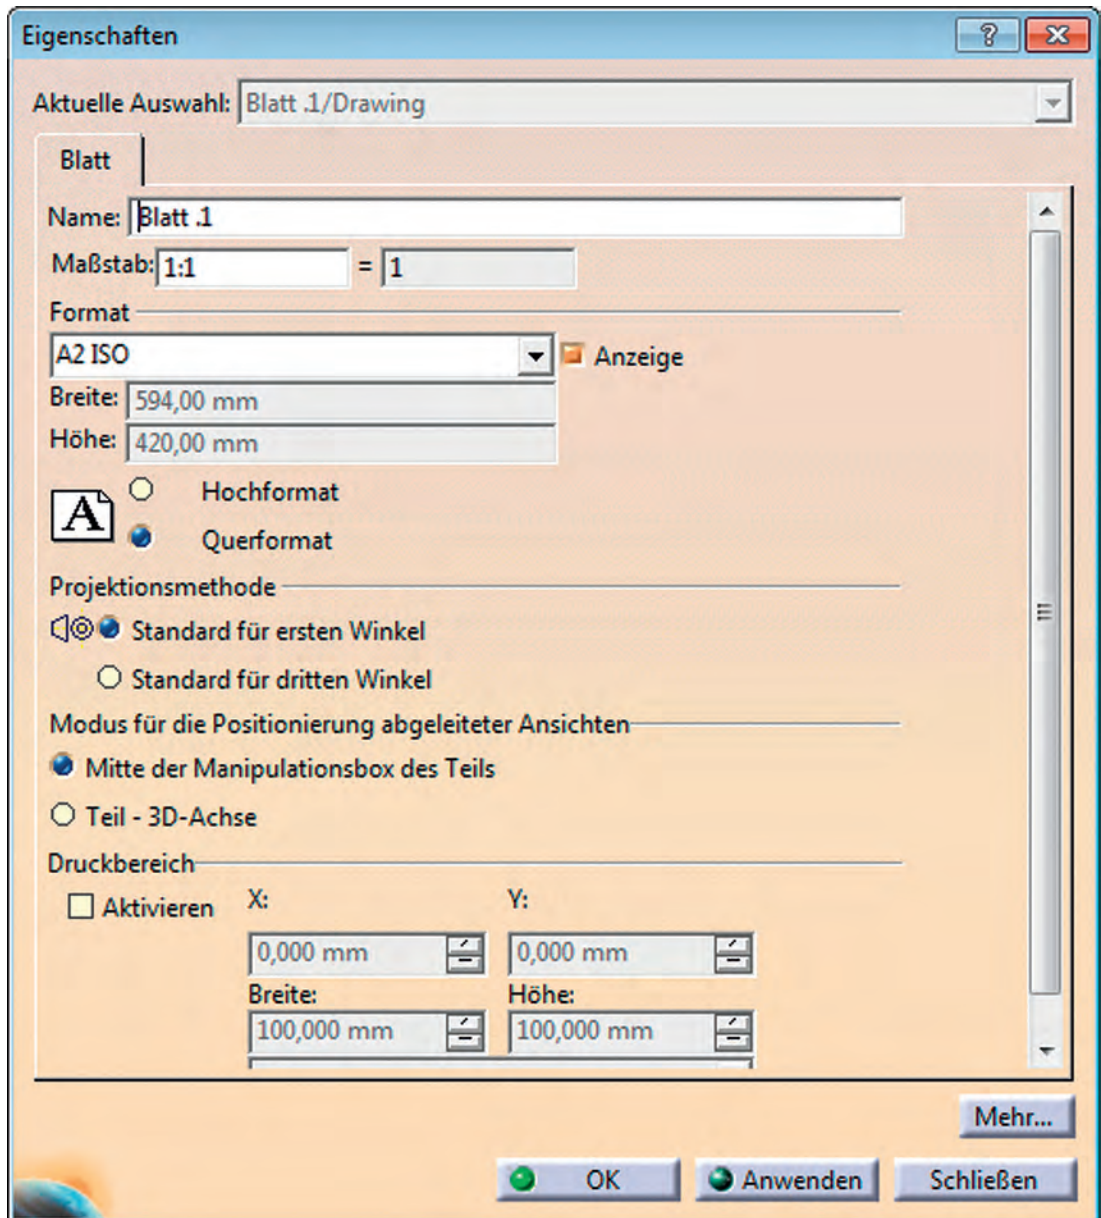 Eigenschaften
Aktuelle Auswahl: Blatt .1/Drawing
Blatt
Name: Blatt .1
Maßstab: 1:1 = 1
Format
A2 ISO Anzeige
Breite: 594,00 mm
Höhe: 420,00 mm
A Hochformat
Querformat
Projektionsmethode
Standard für ersten Winkel
Standard für dritten Winkel
Modus für die Positionierung abgeleiteter Ansichten
Mitte der Manipulationsbox des Teils
Teil - 3D-Achse
Druckbereich
Aktivieren X: Y:
0,000 mm 0,000 mm
Breite: Höhe:
100,000 mm 100,000 mm
Mehr...
OK Anwenden Schließen